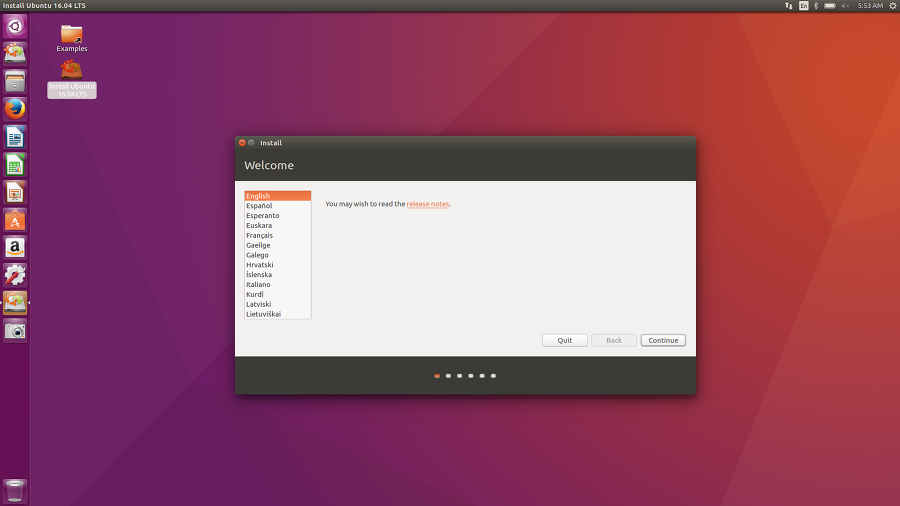 Install Ubuntu 16.04 LTS
En
5:53 AM
Examples
Install Ubuntu
16.04 LTS
Install
Welcome
English
Español
Esperanto
Euskara
Français
Gaeilge
Galego
Hrvatski
Íslenska
Italiano
Kurdî
Latviski
Lietuviškai
You may wish to read the release notes.
Quit
Back
Continue
a